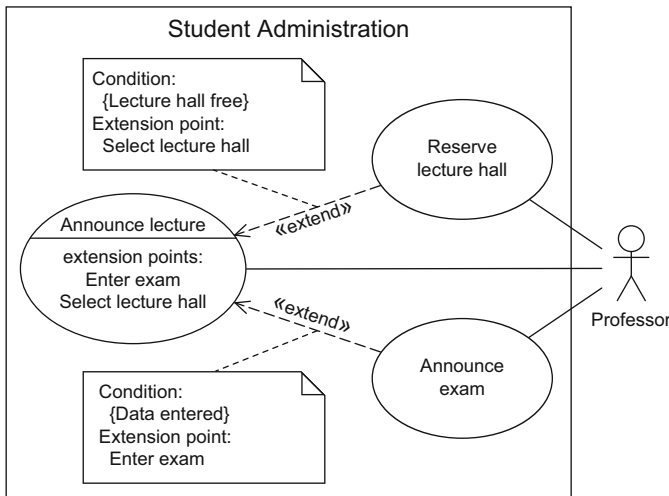 Student Administration
Condition:
{Lecture hall free}
Extension point:
Select lecture hall
Reserve
lecture hall
«extend»
Announce lecture
extension points:
Enter exam
Select lecture hall
Professor
«extend»
Announce
exam
Condition:
{Data entered}
Extension point:
Enter exam